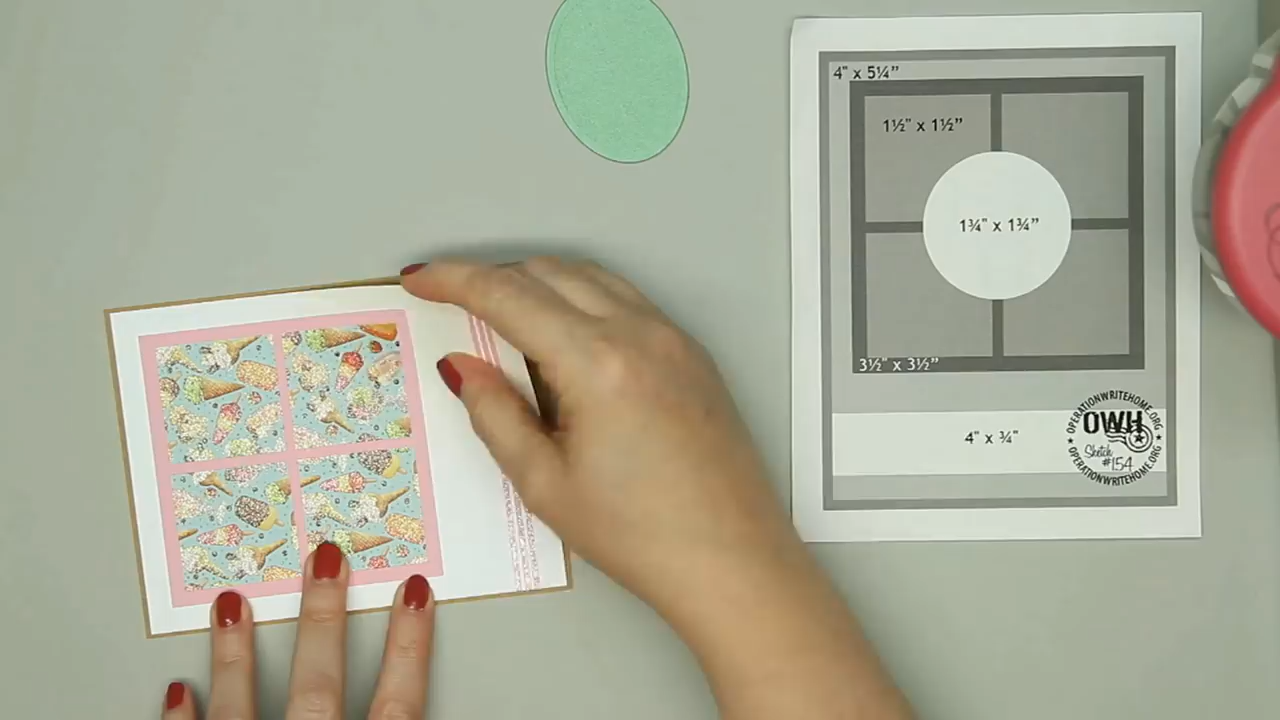 4" x 5¼"
1½" x 1½"
1¾" x 1¾"
3½" x 3½"
4" x ¾"
OPERATIONWRITEHOME.ORG
OWH
Sketch
#154
OPERATIONWRITEHOME.ORG